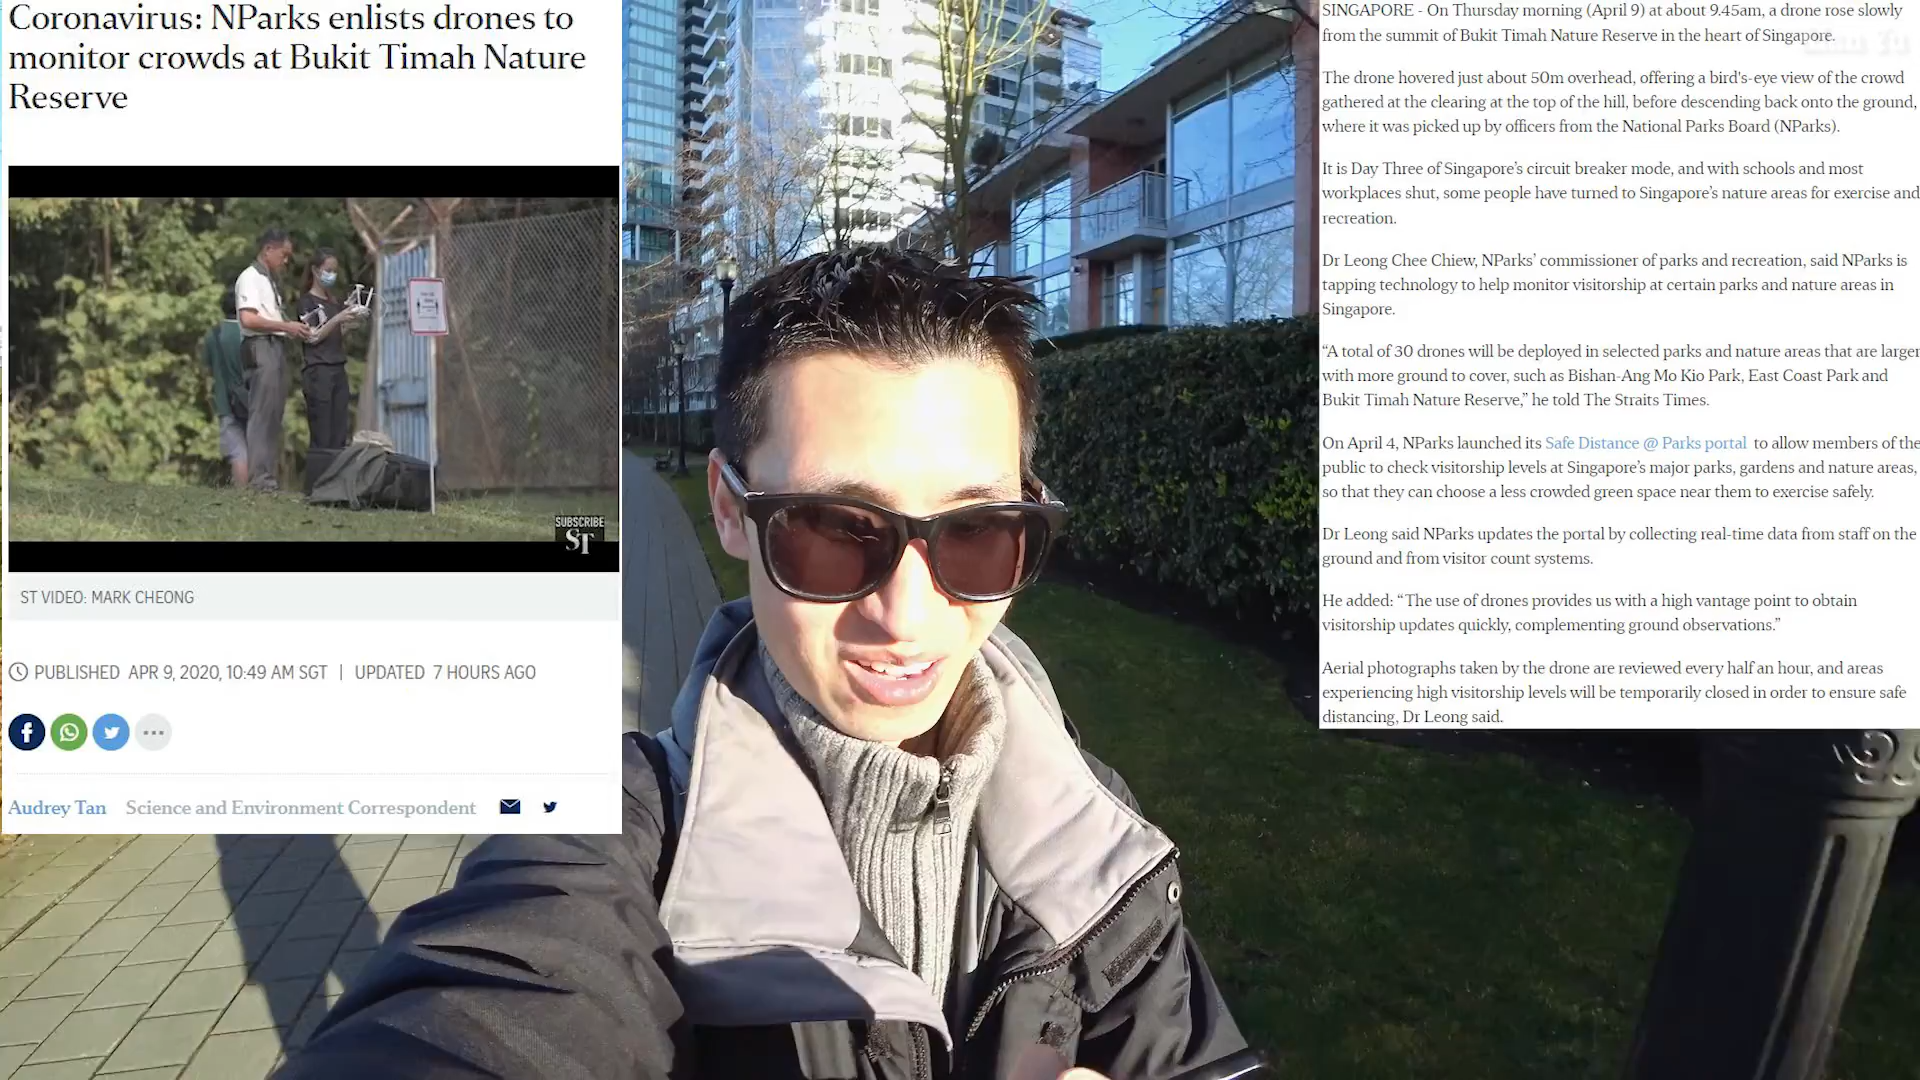 Coronavirus: NParks enlists drones to
monitor crowds at Bukit Timah Nature
Reserve
SUBSCRIBE
ST
ST VIDEO: MARK CHEONG
PUBLISHED APR 9, 2020, 10:49 AM SGT | UPDATED 7 HOURS AGO
Audrey Tan Science and Environment Correspondent
SINGAPORE - On Thursday morning (April 9) at about 9.45am, a drone rose slowly
from the summit of Bukit Timah Nature Reserve in the heart of Singapore.
The drone hovered just about 50m overhead, offering a bird's-eye view of the crowd
gathered at the clearing at the top of the hill, before descending back onto the ground,
where it was picked up by officers from the National Parks Board (NParks).
It is Day Three of Singapore’s circuit breaker mode, and with schools and most
workplaces shut, some people have turned to Singapore’s nature areas for exercise and
recreation.
Dr Leong Chee Chiew, NParks’ commissioner of parks and recreation, said NParks is
tapping technology to help monitor visitorship at certain parks and nature areas in
Singapore.
“A total of 30 drones will be deployed in selected parks and nature areas that are larger
with more ground to cover, such as Bishan-Ang Mo Kio Park, East Coast Park and
Bukit Timah Nature Reserve,” he told The Straits Times.
On April 4, NParks launched its Safe Distance @ Parks portal to allow members of the
public to check visitorship levels at Singapore’s major parks, gardens and nature areas,
so that they can choose a less crowded green space near them to exercise safely.
Dr Leong said NParks updates the portal by collecting real-time data from staff on the
ground and from visitor count systems.
He added: “The use of drones provides us with a high vantage point to obtain
visitorship updates quickly, complementing ground observations.”
Aerial photographs taken by the drone are reviewed every half an hour, and areas
experiencing high visitorship levels will be temporarily closed in order to ensure safe
distancing, Dr Leong said.